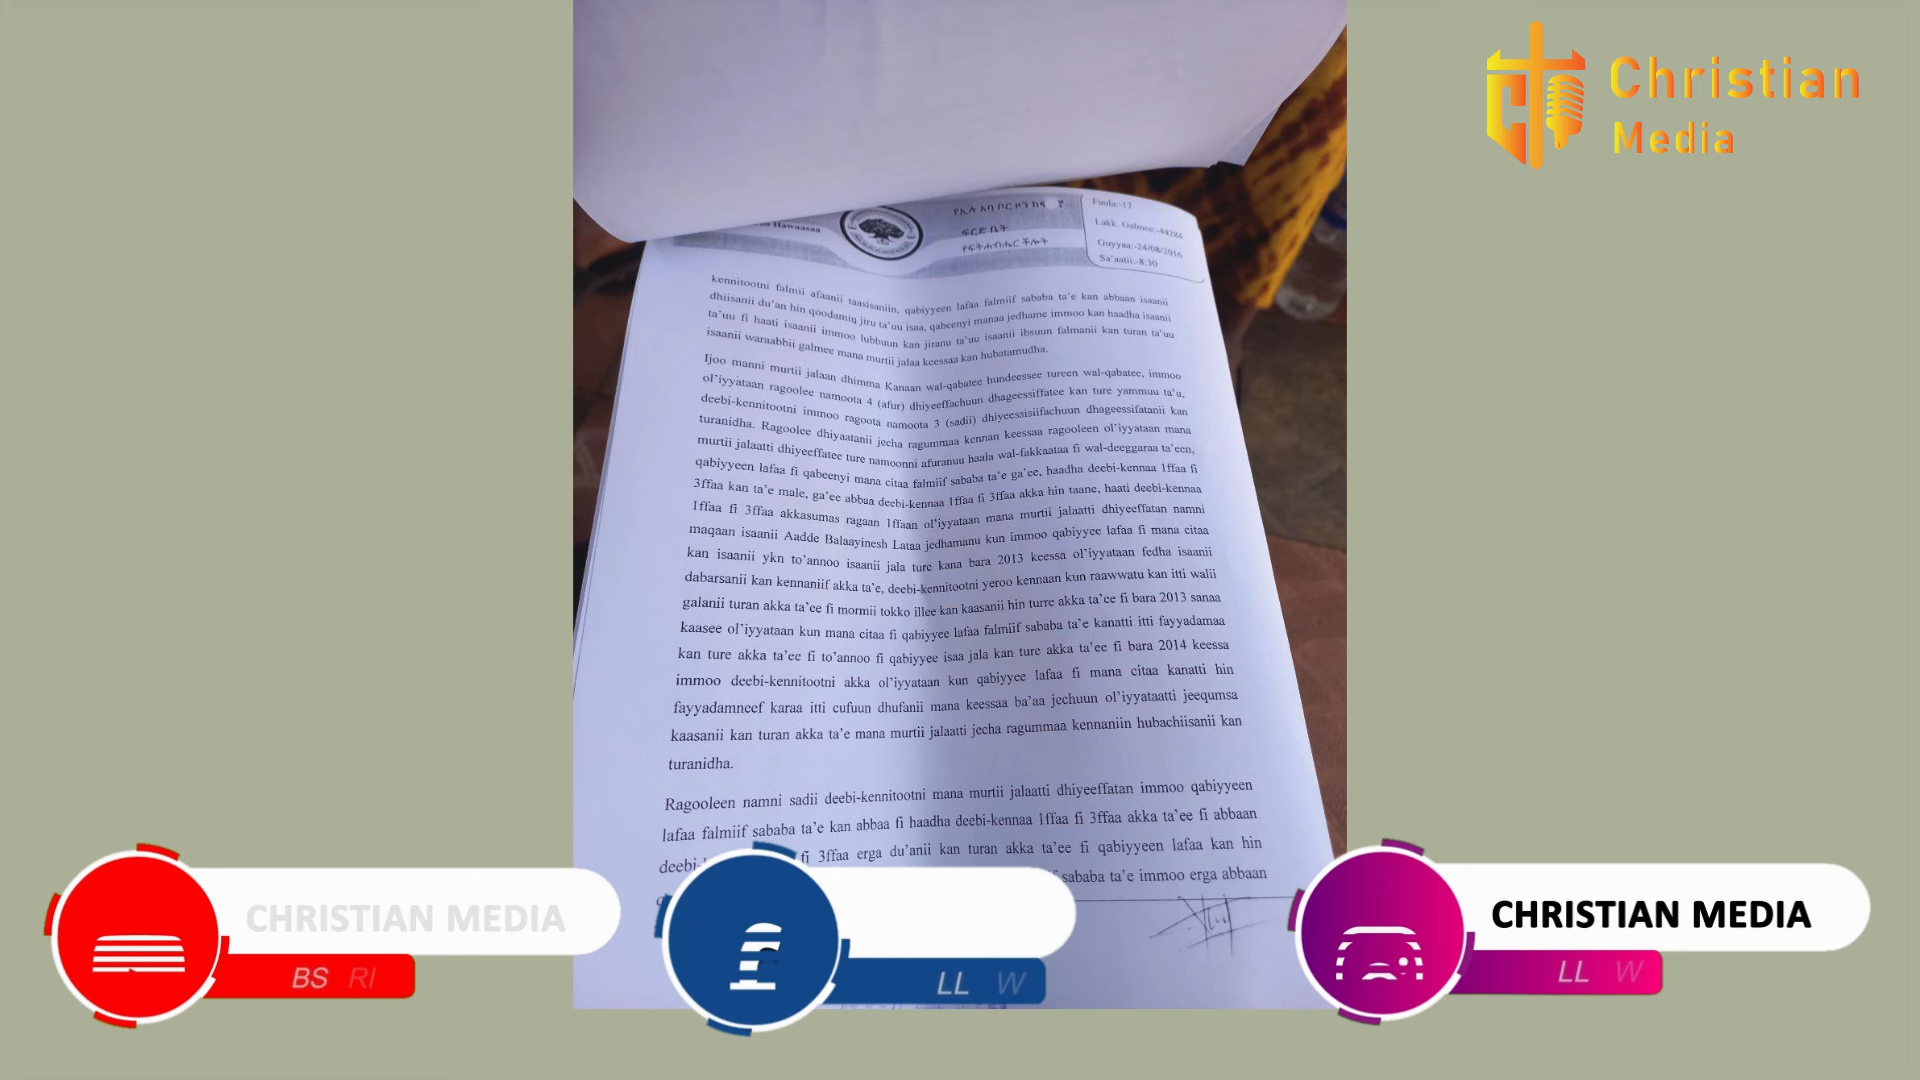 Christian
Media
Hawaasaa
ፍርድ ቤት
የፍትሐብሔር ችሎት
Fuula:-17
Lakk. Galmee:-44284
Guyyaa:-24/08/2016
Sa'aatii:-8:30
kennitootni falmii afaanii taasisaniin, qabiyyeen lafaa falmiif sababa ta'e kan abbaan isaanii
dhiisanii du'an hin qoodamin jiru ta'uu isaa, qabeenyi manaa jedhame immoo kan haadha isaanii
ta'uu fi haati isaanii immoo lubbuun kan jiranu ta'uu isaanii ibsuun falmanii kan turan ta'uu
isaanii waraabbii galmee mana murtii jalaa keessaa kan hubatamudha.
Ijoo manni murtii jalaan dhimma Kanaan wal-qabatee hundeessee tureen wal-qabatee, immoo
ol'iyyataan ragoolee namoota 4 (afur) dhiyeeffachuun dhageessiffatee kan ture yammuu ta'u,
deebi-kennitootni immoo ragoota namoota 3 (sadii) dhiyeessisiifachuun dhageessifatanii kan
turanidha. Ragoolee dhiyaatanii jecha ragummaa kennan keessaa ragooleen ol'iyyataan mana
murtii jalaatti dhiyeeffatee ture namoonni afuranuu haala wal-fakkaataa fi wal-deeggaraa ta'een,
qabiyyeen lafaa fi qabeenyi mana citaa falmiif sababa ta'e ga'ee, haadha deebi-kennaa 1ffaa fi
3ffaa kan ta'e male, ga'ee abbaa deebi-kennaa 1ffaa fi 3ffaa akka hin taane, haati deebi-kennaa
1ffaa fi 3ffaa akkasumas ragaan 1ffaan ol'iyyataan mana murtii jalaatti dhiyeeffatan namni
maqaan isaanii Aadde Balaayinesh Lataa jedhamanu kun immoo qabiyyee lafaa fi mana citaa
kan isaanii ykn to'annoo isaanii jala ture kana bara 2013 keessa ol'iyyataan fedha isaanii
dabarsanii kan kennaniif akka ta'e, deebi-kennitootni yeroo kennaan kun raawwatu kan itti walii
galanii turan akka ta'ee fi mormii tokko illee kan kaasanii hin turre akka ta'ee fi bara 2013 sanaa
kaasee ol'iyyataan kun mana citaa fi qabiyyee lafaa falmiif sababa ta'e kanatti itti fayyadamaa
kan ture akka ta'ee fi to'annoo fi qabiyyee isaa jala kan ture akka ta'ee fi bara 2014 keessa
immoo deebi-kennitootni akka ol'iyyataan kun qabiyyee lafaa fi mana citaa kanatti hin
fayyadamneef karaa itti cufuun dhufanii mana keessaa ba'aa jechuun ol'iyyataatti jeequmsa
kaasanii kan turan akka ta'e mana murtii jalaatti jecha ragummaa kennaniin hubachiisanii kan
turanidha.
Ragooleen namni sadii deebi-kennitootni mana murtii jalaatti dhiyeeffatan immoo qabiyyeen
lafaa falmiif sababa ta'e kan abbaa fi haadha deebi-kennaa 1ffaa fi 3ffaa akka ta'ee fi abbaan
deebi- fi 3ffaa erga du'anii kan turan akka ta'ee fi qabiyyeen lafaa kan hin
sababa ta'e immoo erga abbaan
CHRISTIAN MEDIA
BS RI
LL W
CHRISTIAN MEDIA
LL W